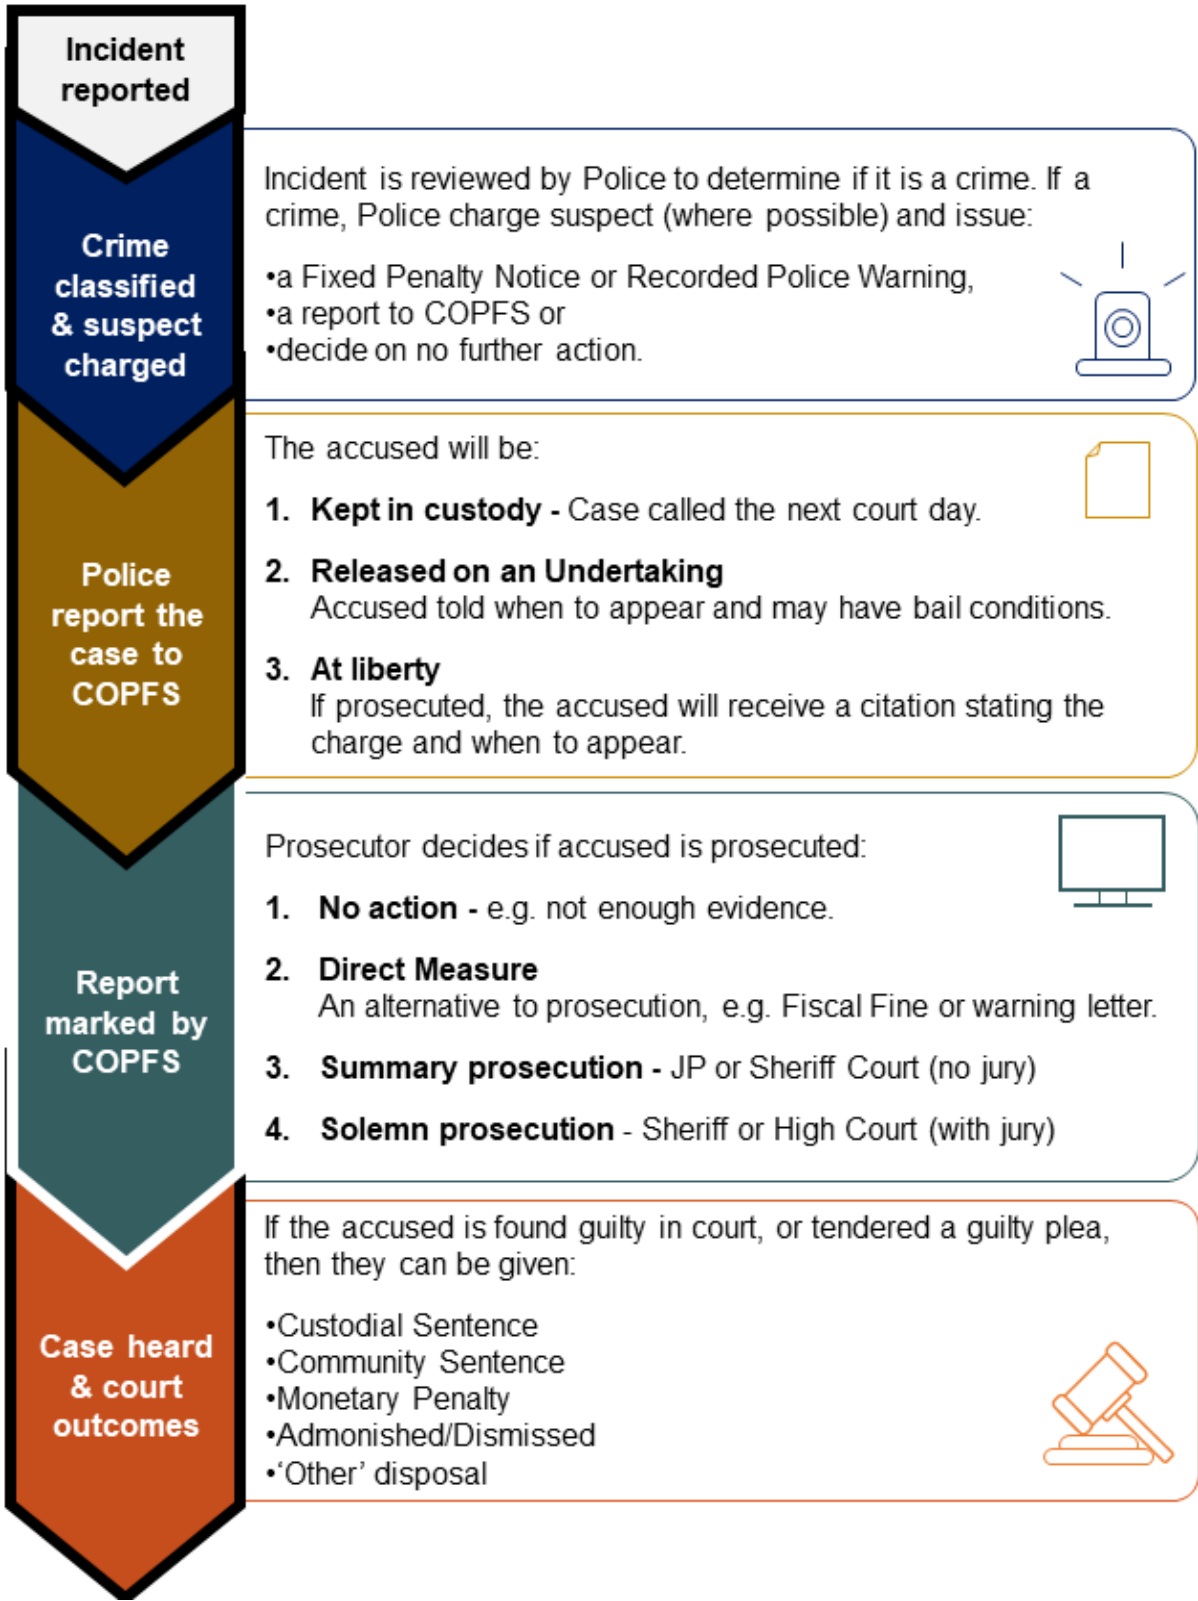 Incident
reported
Crime
classified
& suspect
charged
Incident is reviewed by Police to determine if it is a crime. If a
crime, Police charge suspect (where possible) and issue:
•a Fixed Penalty Notice or Recorded Police Warning,
•a report to COPFS or
•decide on no further action.
Police
report the
case to
COPFS
The accused will be:
1. Kept in custody - Case called the next court day.
2. Released on an Undertaking
Accused told when to appear and may have bail conditions.
3. At liberty
If prosecuted, the accused will receive a citation stating the
charge and when to appear.
Report
marked by
COPFS
Prosecutor decides if accused is prosecuted:
1. No action - e.g. not enough evidence.
2. Direct Measure
An alternative to prosecution, e.g. Fiscal Fine or warning letter.
3. Summary prosecution - JP or Sheriff Court (no jury)
4. Solemn prosecution - Sheriff or High Court (with jury)
Case heard
& court
outcomes
If the accused is found guilty in court, or tendered a guilty plea,
then they can be given:
•Custodial Sentence
•Community Sentence
•Monetary Penalty
•Admonished/Dismissed
•‘Other’ disposal